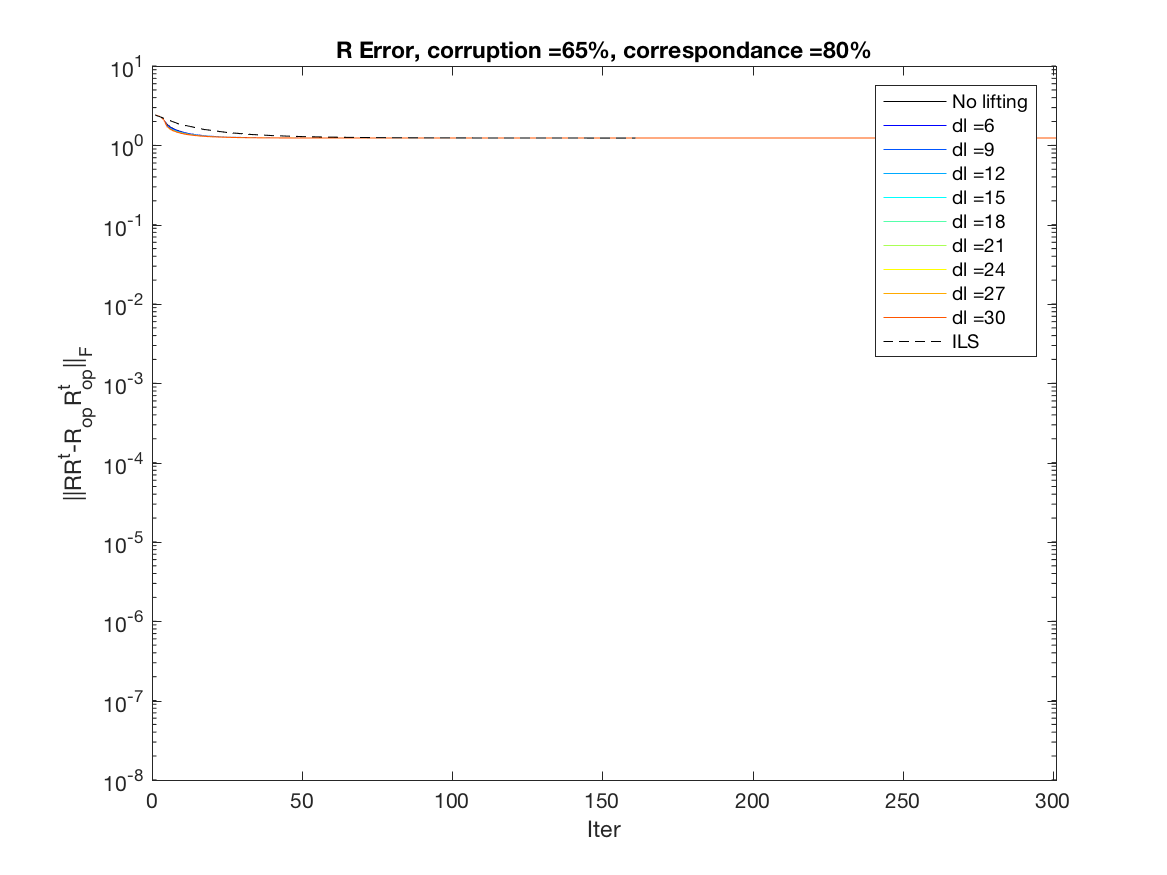 R Error, corruption =65%, correspondance =80%
10^1
10^0
10^-1
10^-2
10^-3
10^-4
10^-5
10^-6
10^-7
10^-8
||RR^t-R_op R^t_op||_F
0 50 100 150 200 250 300
Iter
No lifting
dl =6
dl =9
dl =12
dl =15
dl =18
dl =21
dl =24
dl =27
dl =30
ILS